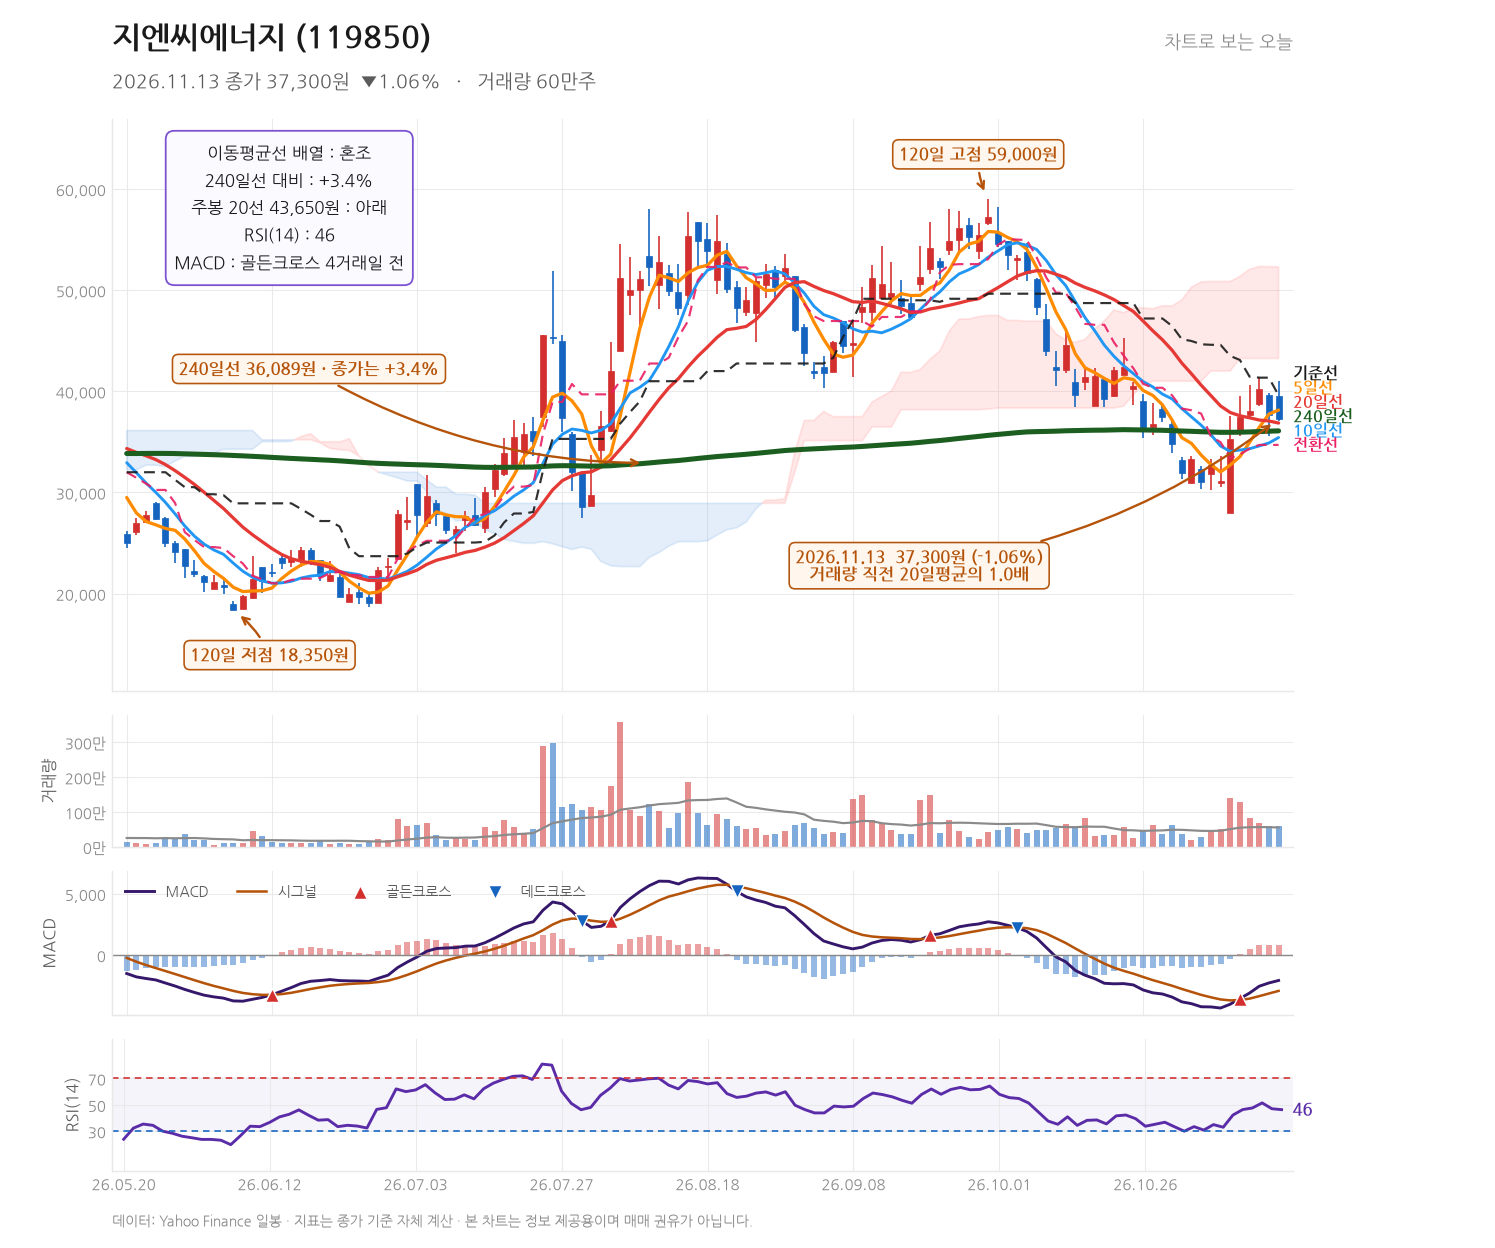 지엔씨에너지 (119850)
차트로 보는 오늘
2026.11.13 종가 37,300원 ▼1.06% · 거래량 60만주
이동평균선 배열 : 혼조
240일선 대비 : +3.4%
주봉 20선 43,650원 : 아래
RSI(14) : 46
MACD : 골든크로스 4거래일 전
120일 고점 59,000원
60,000
50,000
40,000
30,000
20,000
240일선 36,089원 · 종가는 +3.4%
기준선
5일선
20일선
240일선
10일선
전환선
2026.11.13 37,300원 (-1.06%)
거래량 직전 20일평균의 1.0배
120일 저점 18,350원
거래량
300만
200만
100만
0만
MACD
MACD
시그널
골든크로스
데드크로스
5,000
0
RSI(14)
70
50
30
46
26.05.20
26.06.12
26.07.03
26.07.27
26.08.18
26.09.08
26.10.01
26.10.26
데이터: Yahoo Finance 일봉 · 지표는 종가 기준 자체 계산 · 본 차트는 정보 제공용이며 매매 권유가 아닙니다.